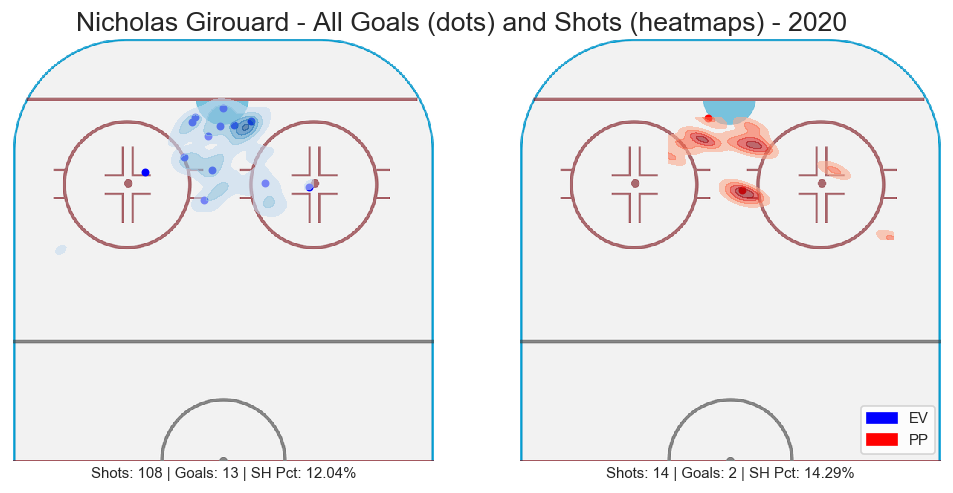 Nicholas Girouard - All Goals (dots) and Shots (heatmaps) - 2020
EV
PP
Shots: 108 | Goals: 13 | SH Pct: 12.04%
Shots: 14 | Goals: 2 | SH Pct: 14.29%